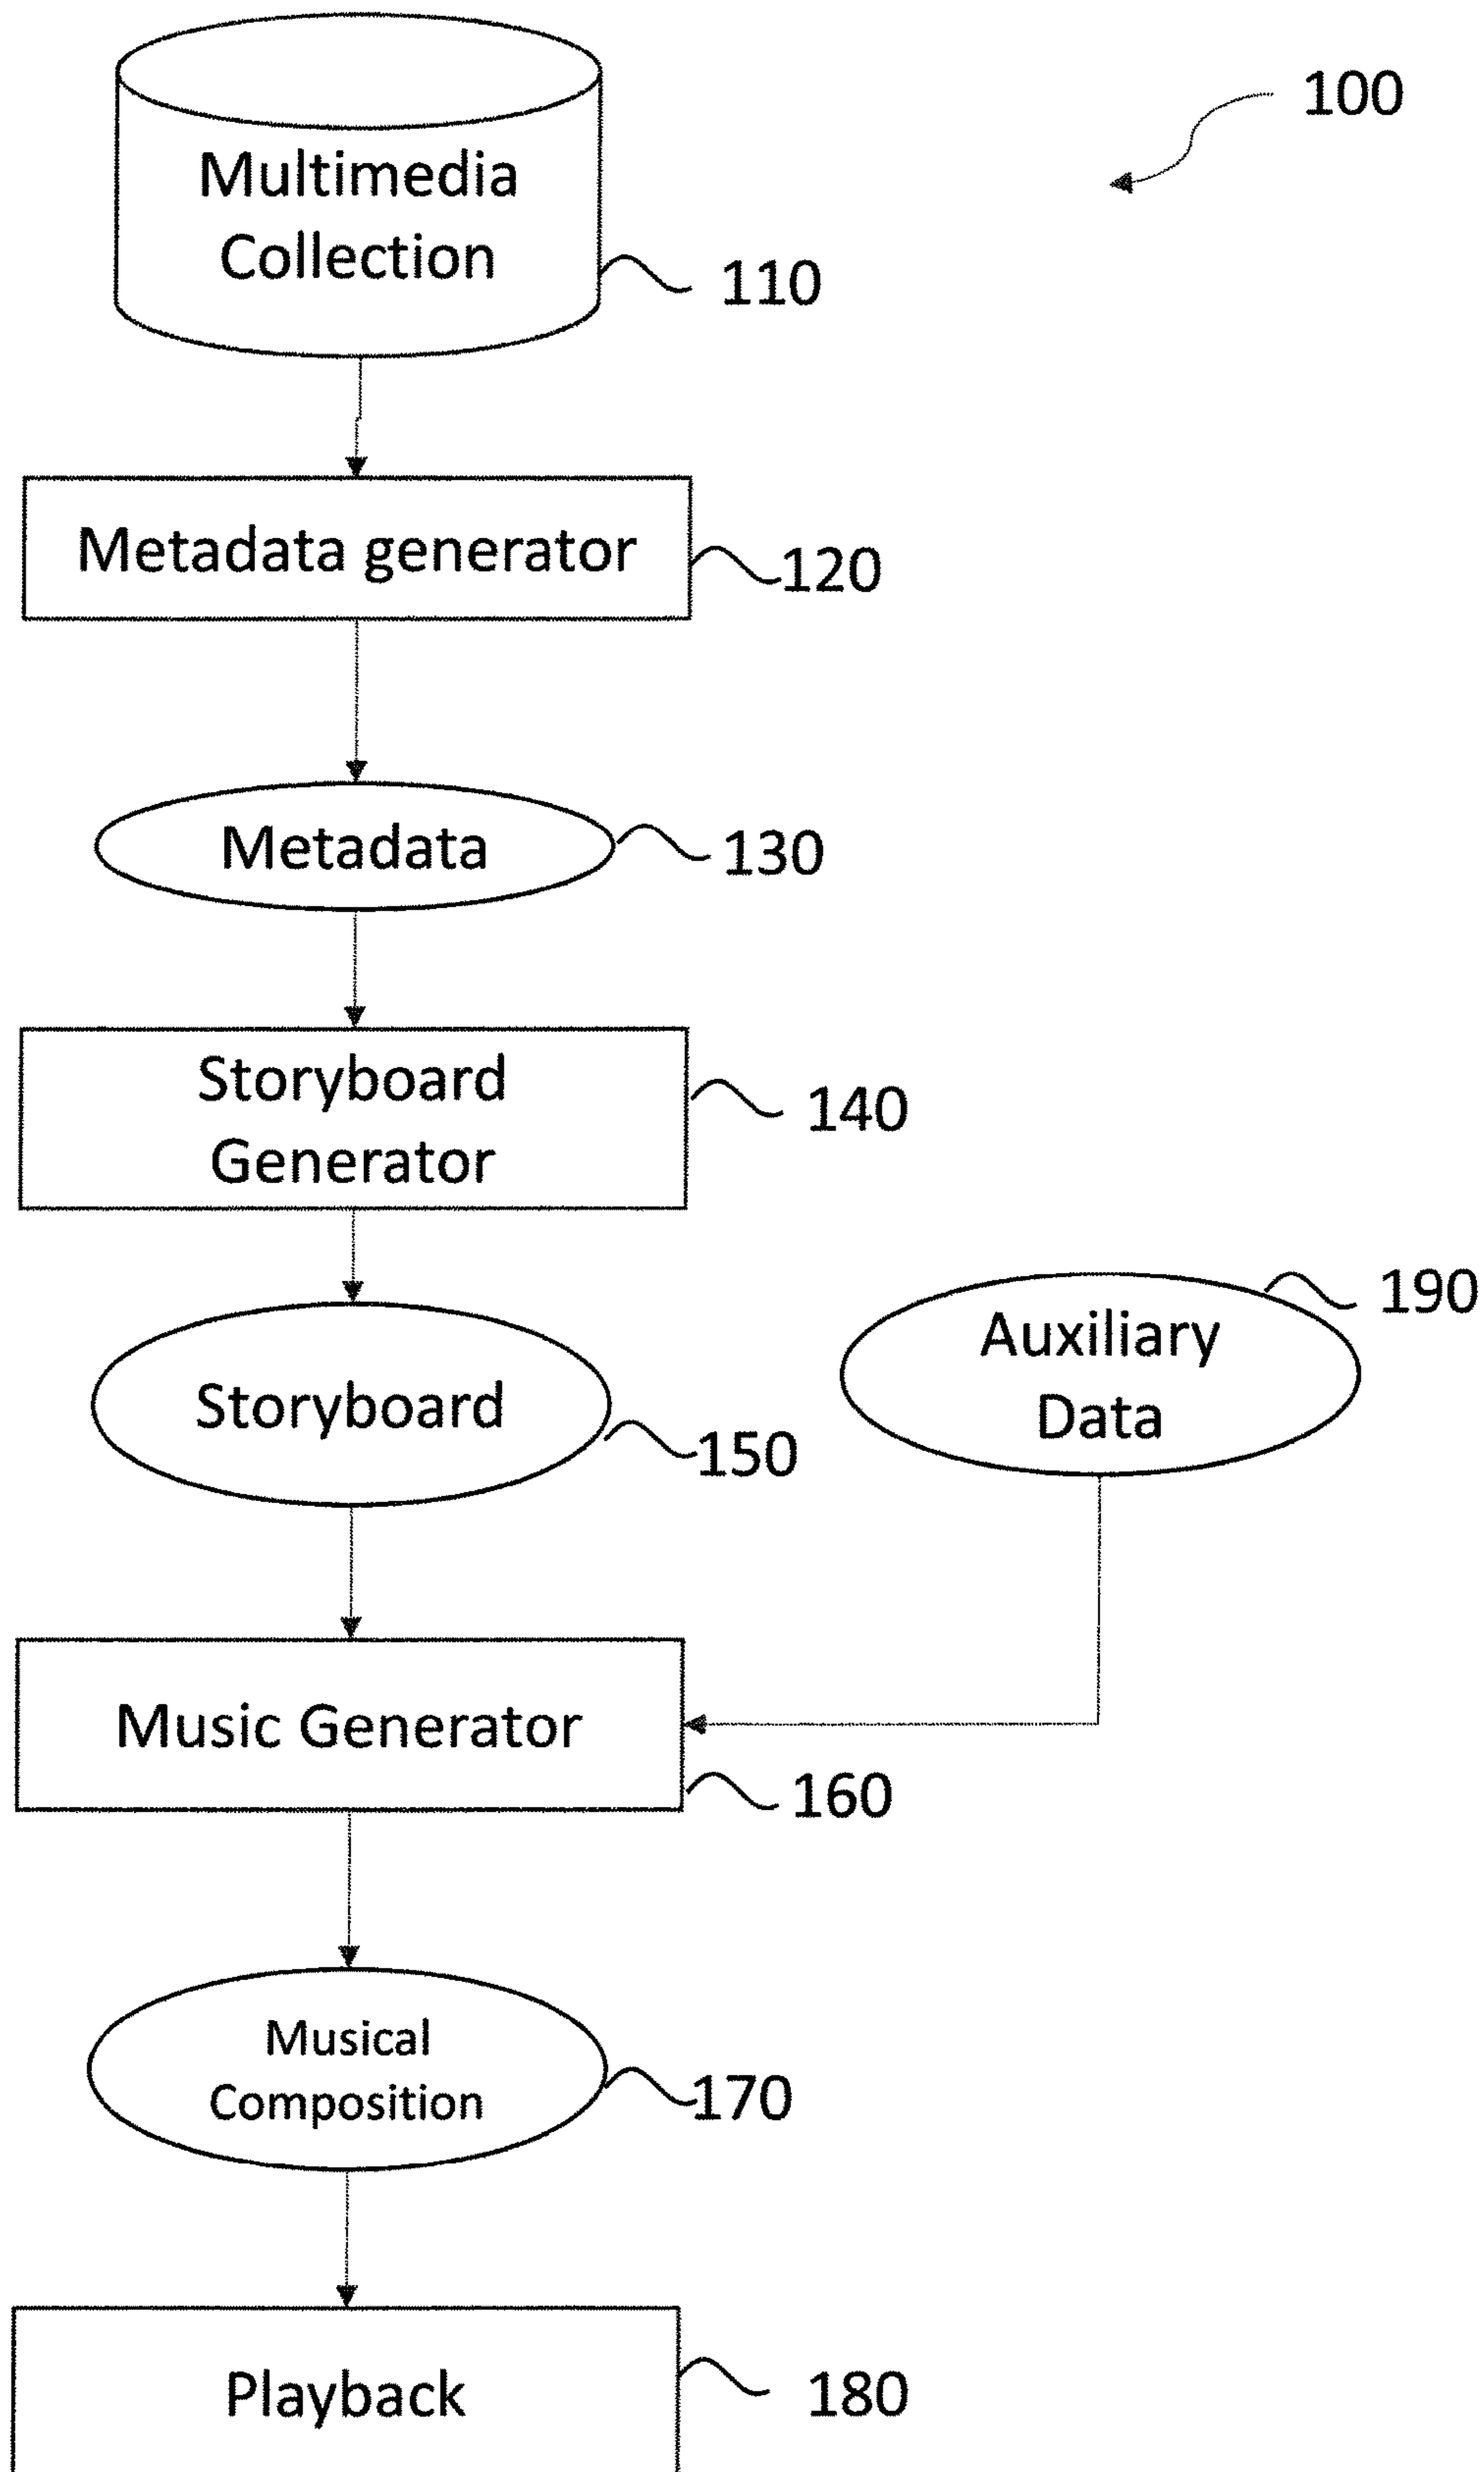 100
Multimedia
Collection
110
Metadata generator
120
Metadata
130
Storyboard
Generator
140
Storyboard
150
Auxiliary
Data
190
Music Generator
160
Musical
Composition
170
Playback
180